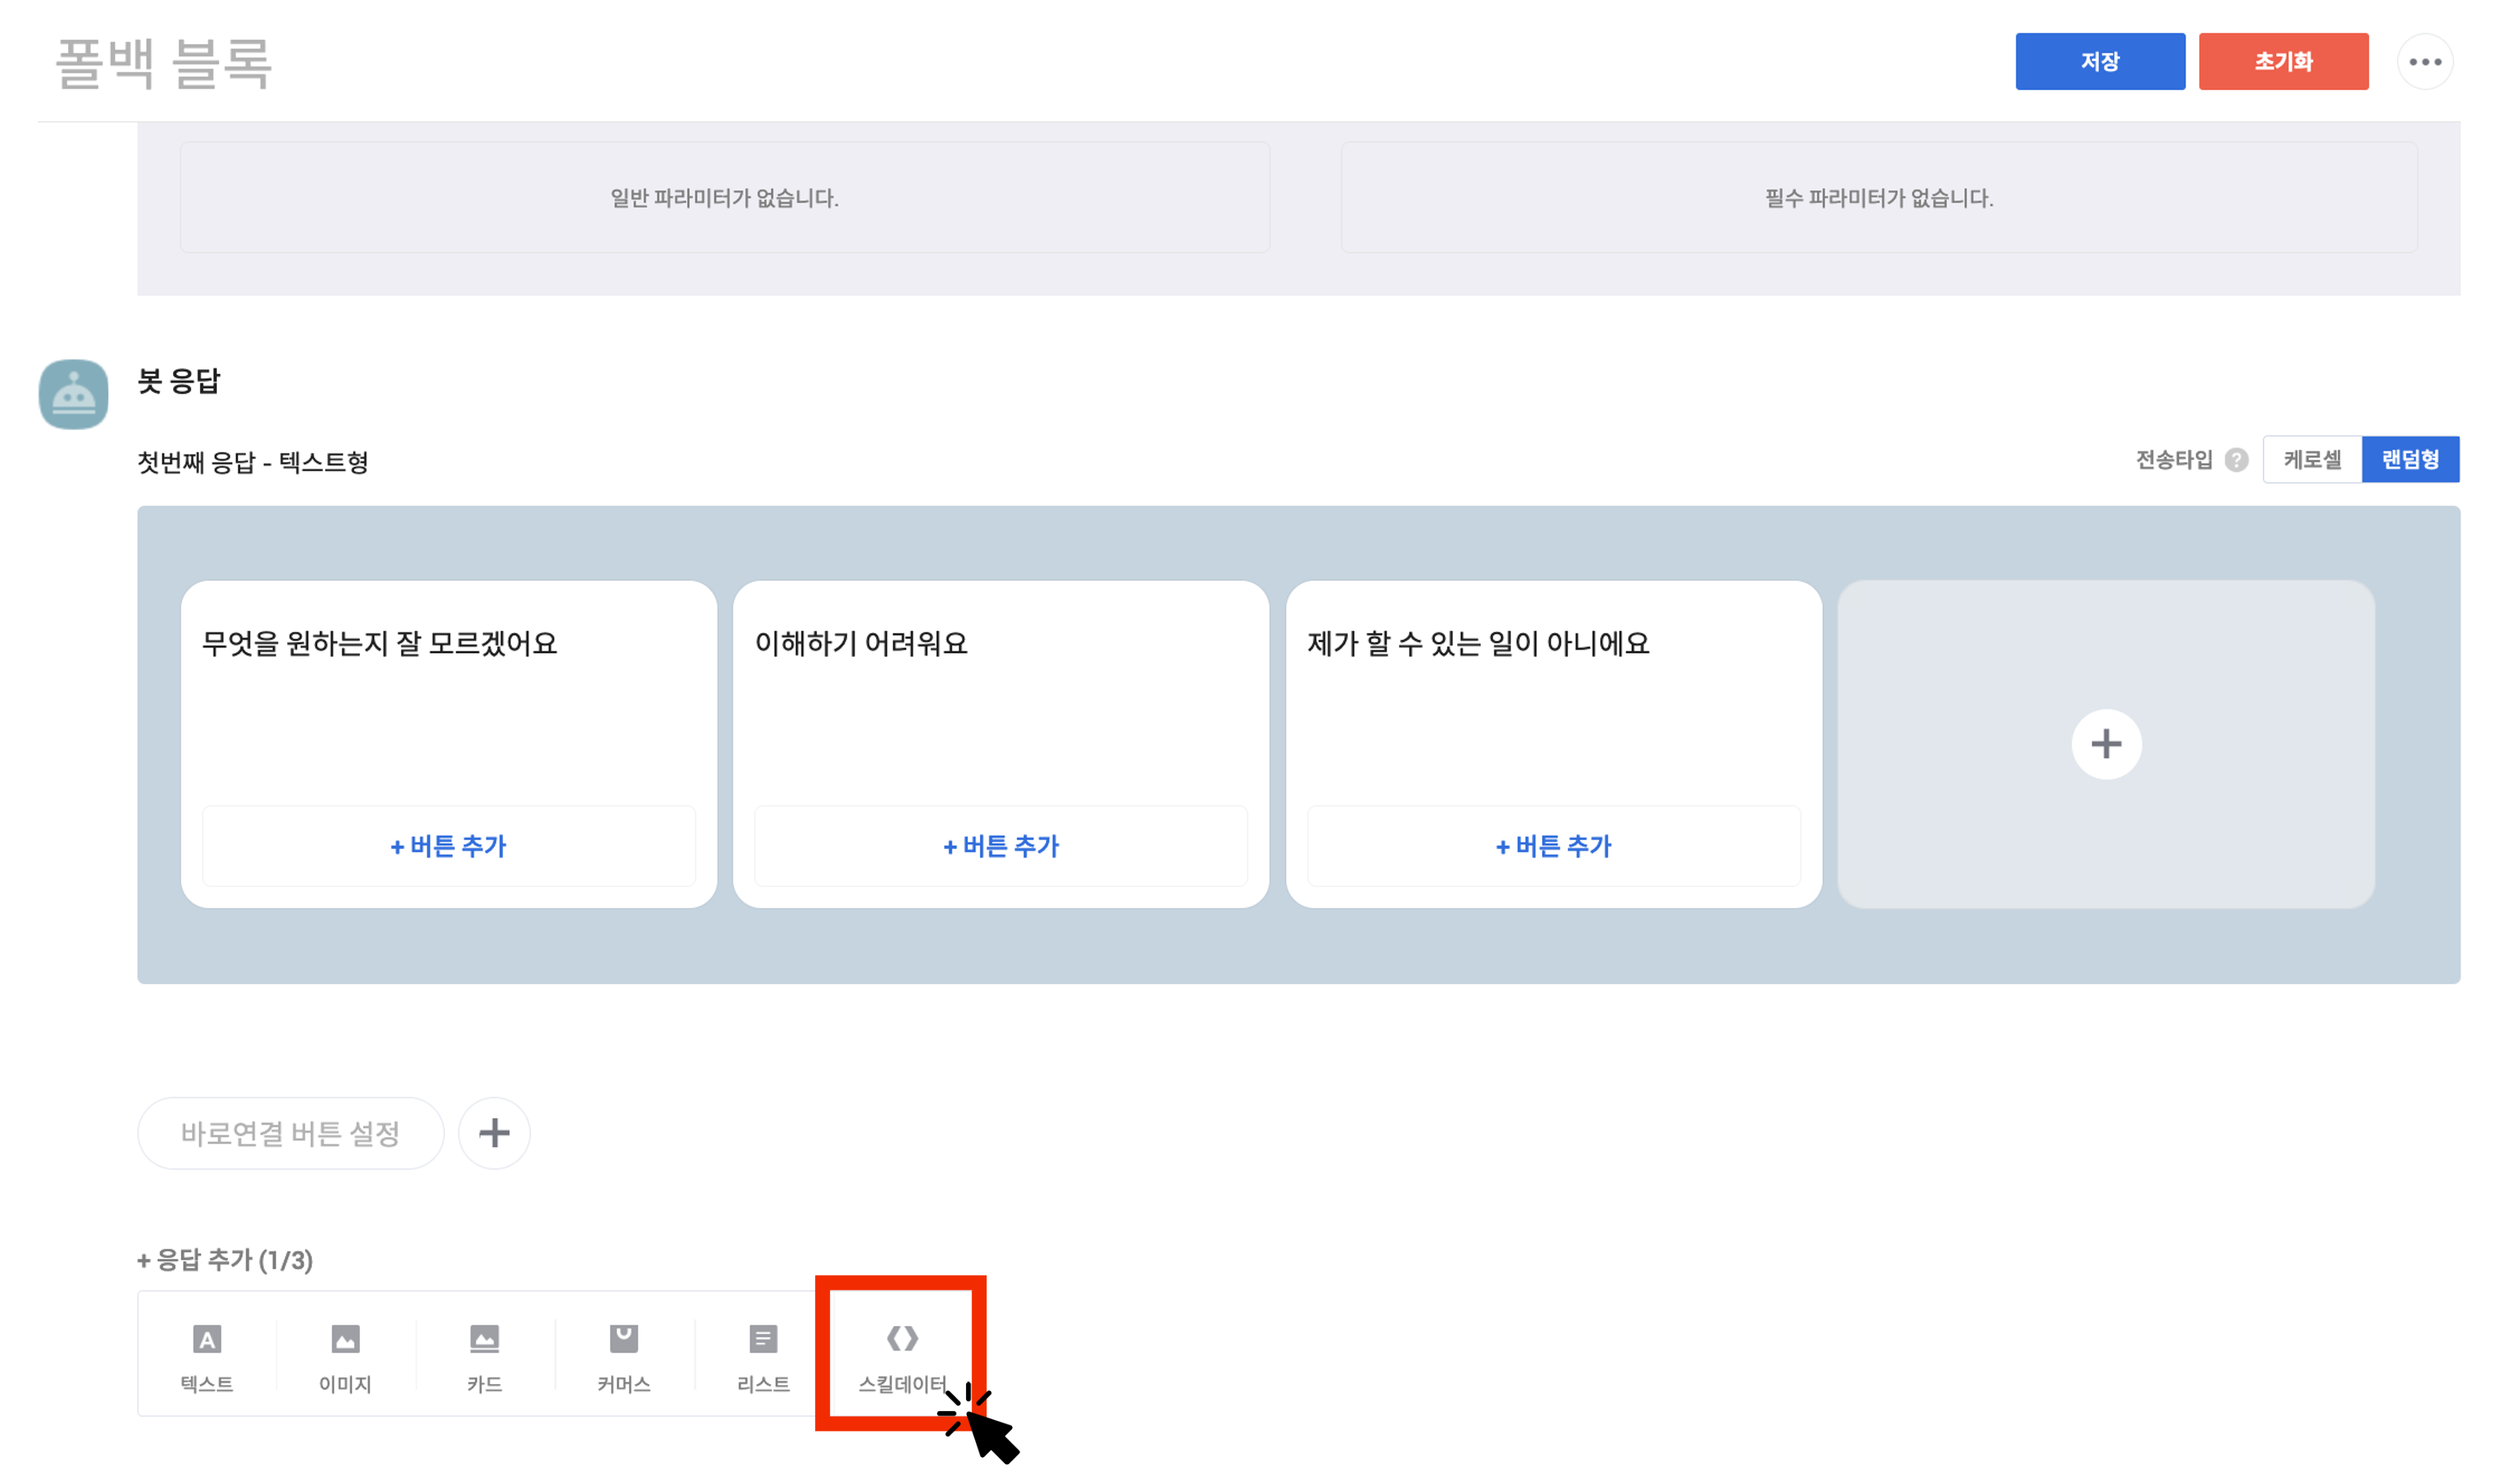 폴백 블록
저장
초기화
일반 파라미터가 없습니다.
필수 파라미터가 없습니다.
봇 응답
첫번째 응답 - 텍스트형
전송타입 ?
케로셀
랜덤형
무엇을 원하는지 잘 모르겠어요
이해하기 어려워요
제가 할 수 있는 일이 아니에요
+ 버튼 추가
+ 버튼 추가
+ 버튼 추가
바로연결 버튼 설정
+ 응답 추가 (1/3)
텍스트
이미지
카드
커머스
리스트
스킬데이터